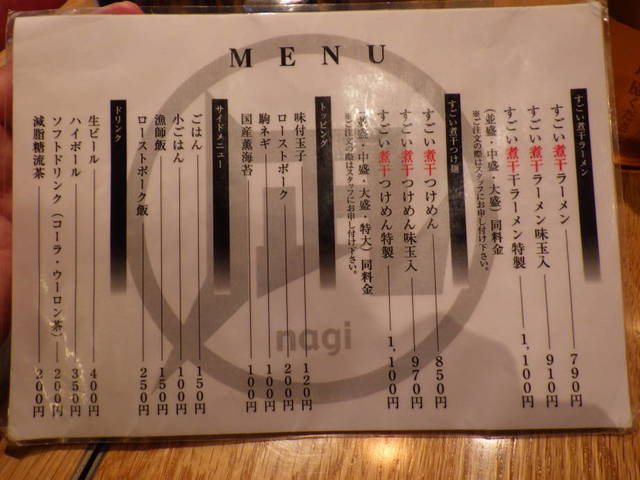 MENU
すごい煮干ラーメン
すごい煮干ラーメン 790円
すごい煮干ラーメン味玉入 910円
すごい煮干ラーメン特製 1,100円
(並盛・中盛・大盛)同料金
※ご注文の際はスタッフにお申し付け下さい。
すごい煮干つけ麺
すごい煮干つけめん 850円
すごい煮干つけめん味玉入 970円
すごい煮干つけめん特製 1,100円
(並盛・中盛・大盛・特大)同料金
※ご注文の際はスタッフにお申し付け下さい。
トッピング
味付玉子 120円
ローストポーク 200円
駒ネギ 100円
国産薫海苔 100円
サイドメニュー
ごはん 150円
小ごはん 100円
漁師飯 150円
ローストポーク飯 250円
ドリンク
生ビール 400円
ハイボール 350円
ソフトドリンク(コーラ・ウーロン茶) 200円
減脂糖流茶 200円
nagi